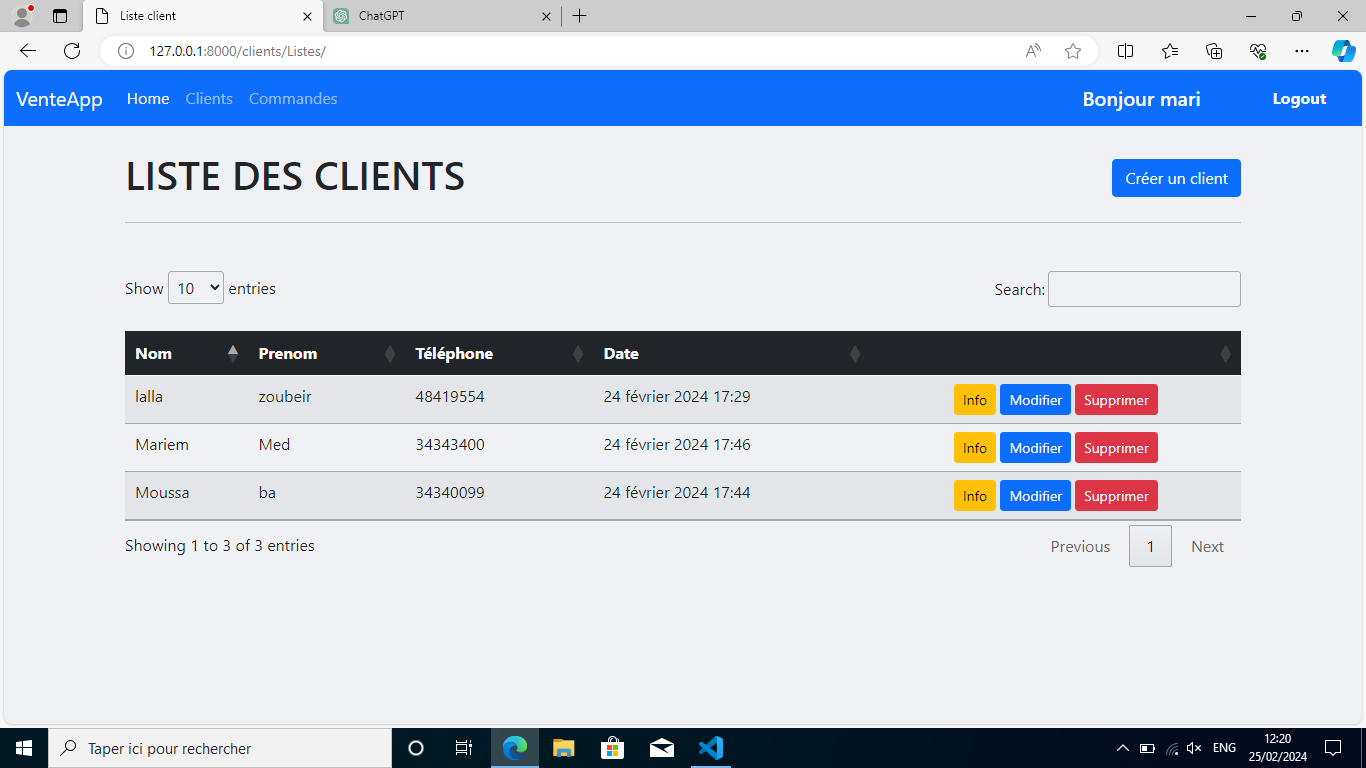 Liste client
ChatGPT
127.0.0.1:8000/clients/Listes/
VenteApp Home Clients Commandes Bonjour mari Logout
LISTE DES CLIENTS Créer un client
Show 10 entries Search:
Nom Prenom Téléphone Date
lalla zoubeir 48419554 24 février 2024 17:29 Info Modifier Supprimer
Mariem Med 34343400 24 février 2024 17:46 Info Modifier Supprimer
Moussa ba 34340099 24 février 2024 17:44 Info Modifier Supprimer
Showing 1 to 3 of 3 entries Previous 1 Next
Taper ici pour rechercher
ENG
12:20
25/02/2024